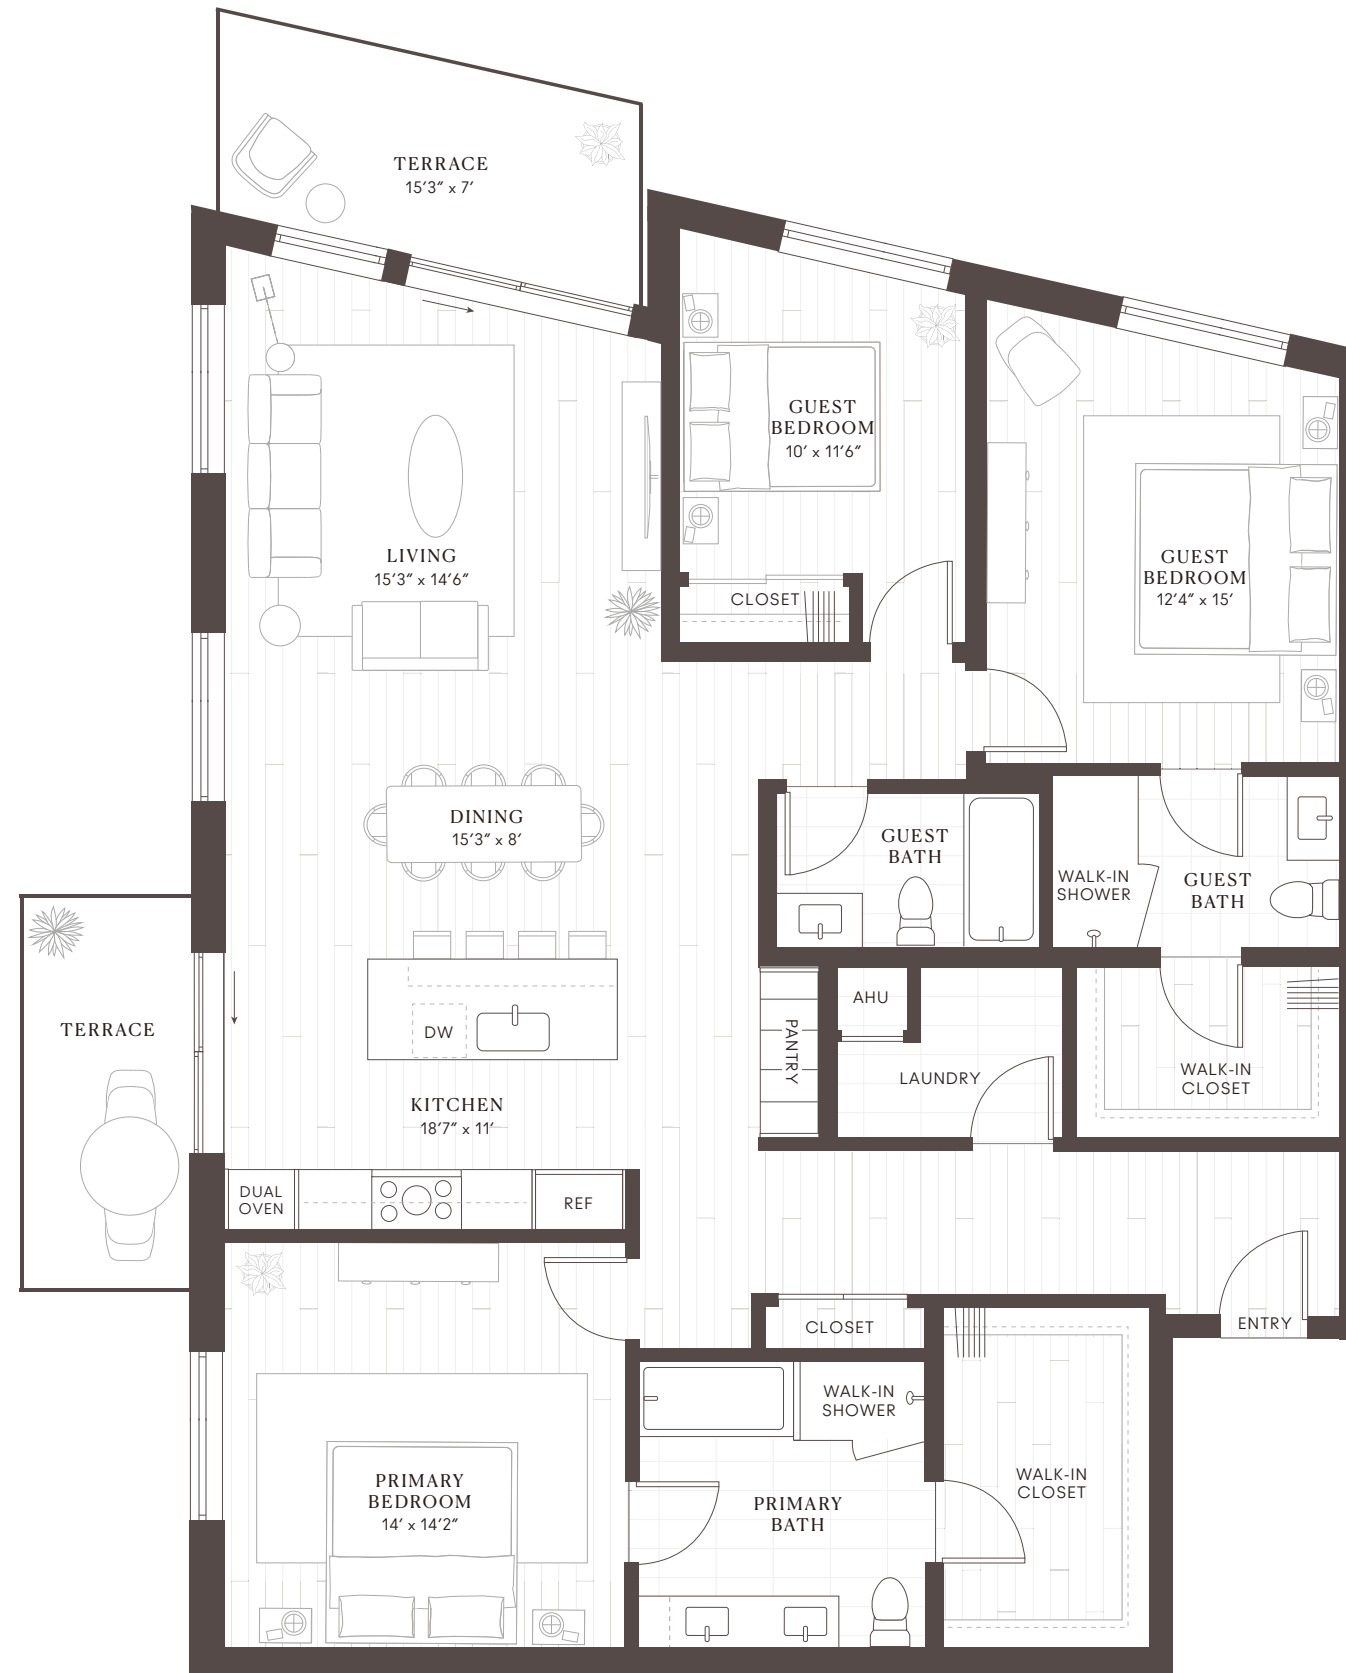 TERRACE
15'3" x 7'
GUEST
BEDROOM
10' x 11'6"
LIVING
15'3" x 14'6"
CLOSET
GUEST
BEDROOM
12'4" x 15'
DINING
15'3" x 8'
GUEST
BATH
WALK-IN
SHOWER
GUEST
BATH
TERRACE
DW
PANTRY
AHU
LAUNDRY
WALK-IN
CLOSET
KITCHEN
18'7" x 11'
DUAL
OVEN
REF
CLOSET
ENTRY
WALK-IN
SHOWER
PRIMARY
BEDROOM
14' x 14'2"
PRIMARY
BATH
WALK-IN
CLOSET